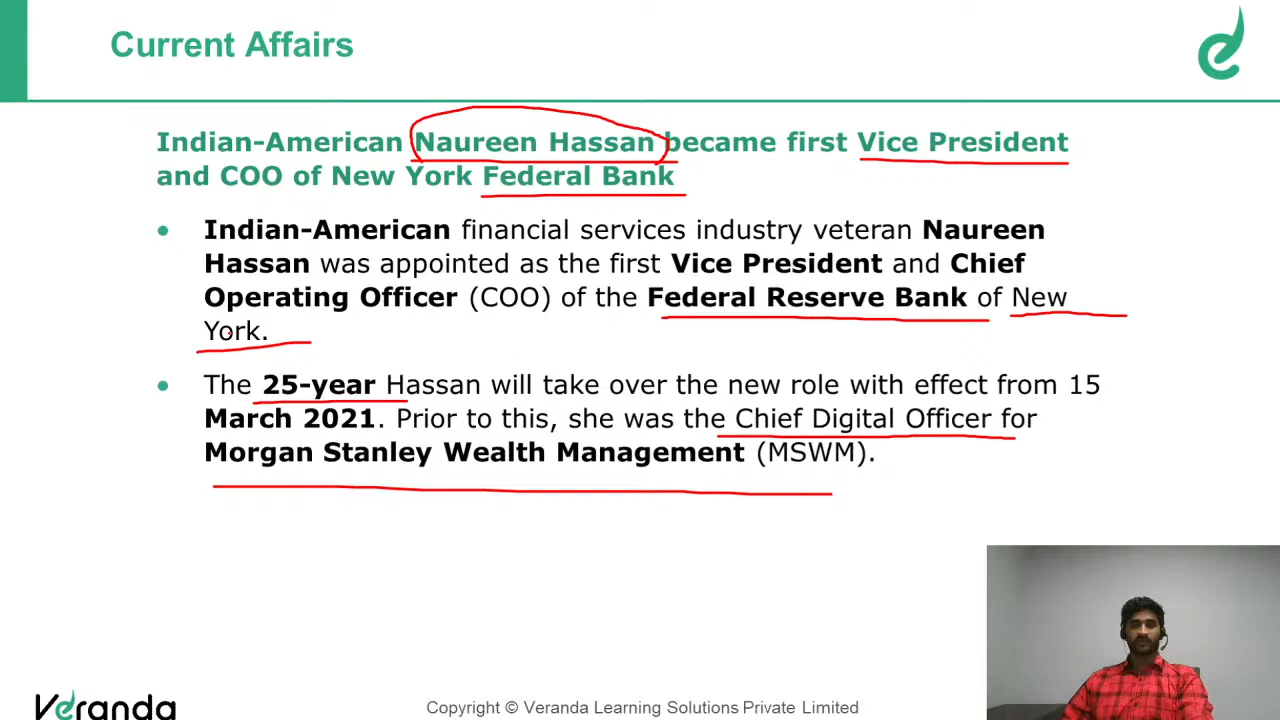 Current Affairs
Indian-American Naureen Hassan became first Vice President
and COO of New York Federal Bank
• Indian-American financial services industry veteran Naureen
Hassan was appointed as the first Vice President and Chief
Operating Officer (COO) of the Federal Reserve Bank of New
York.
• The 25-year Hassan will take over the new role with effect from 15
March 2021. Prior to this, she was the Chief Digital Officer for
Morgan Stanley Wealth Management (MSWM).
Veranda
Copyright © Veranda Learning Solutions Private Limited